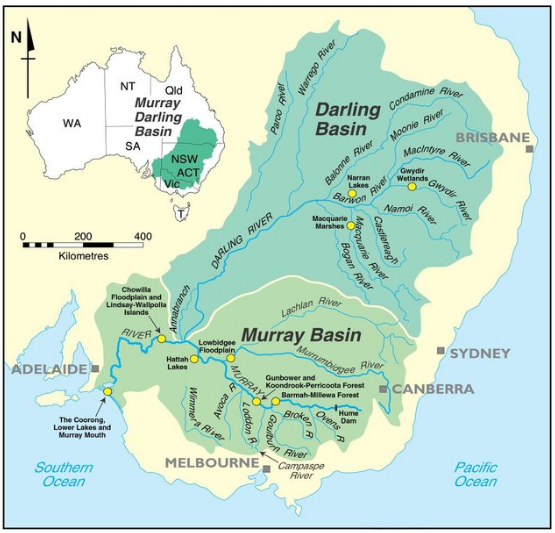 N
NT
Qld
WA
Murray
Darling
Basin
SA
NSW
ACT
Vic
T
0 200 400
Kilometres
Paroo River
Warrego River
Darling
Basin
Condamine River
Moonie River
Balonne River
MacIntyre River
BRISBANE
Narran
Lakes
Gwydir
Wetlands
Barwon River
Gwydir River
Namoi River
Macquarie
Marshes
Castlereagh
Macquarie River
Bogan River
DARLING RIVER
Chowilla
Floodplain and
Lindsay-Wallpolla
Islands
Annabranch
Lachlan River
RIVER
Lowbidgee
Floodplain
Murray Basin
Hattah
Lakes
Murrumbidgee River
SYDNEY
ADELAIDE
MURRAY
Gunbower and
Koondrook-Perricoota Forest
CANBERRA
Barmah-Millewa Forest
Hume
Dam
The Coorong,
Lower Lakes and
Murray Mouth
Wimmera River
Avoca R
Loddon R
Goulburn River
Broken R
Ovens R
MELBOURNE
Campaspe
River
Southern
Ocean
Pacific
Ocean